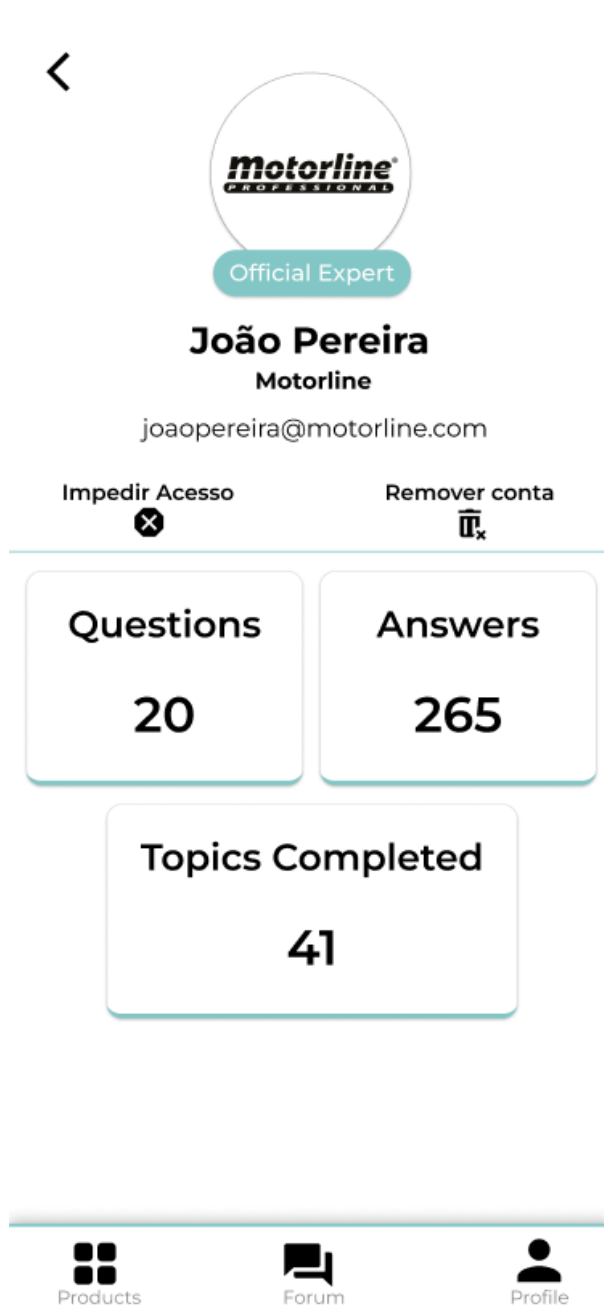 Motorline®
PROFESSIONAL
Official Expert
João Pereira
Motorline
joaopereira@motorline.com
Impedir Acesso Remover conta
Questions Answers
20 265
Topics Completed
41
Products Forum Profile